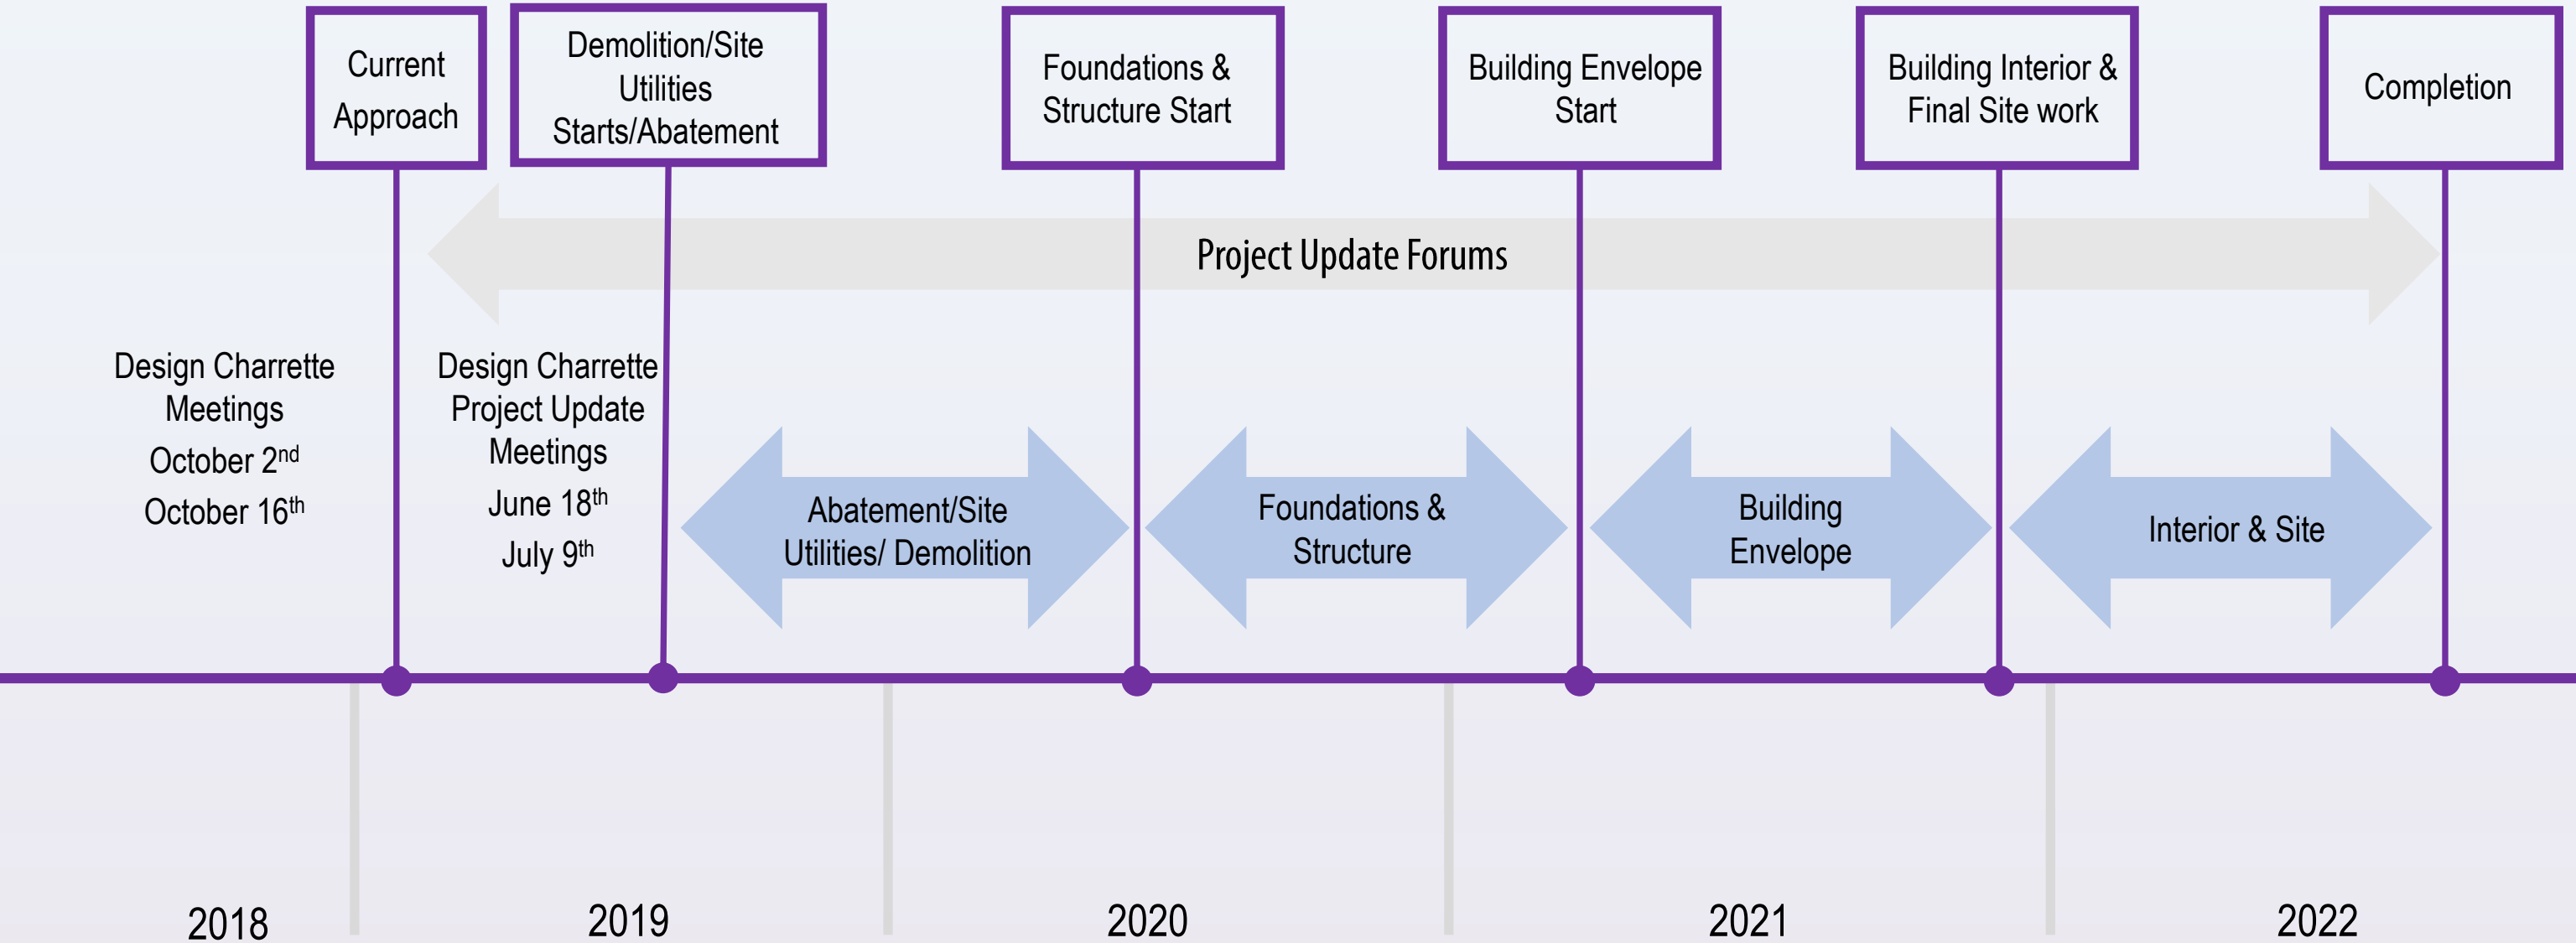 Current
Approach
Demolition/Site
Utilities
Starts/Abatement
Foundations &
Structure Start
Building Envelope
Start
Building Interior &
Final Site work
Completion
Project Update Forums
Design Charrette
Meetings
October 2nd
October 16th
Design Charrette
Project Update
Meetings
June 18th
July 9th
Abatement/Site
Utilities/ Demolition
Foundations &
Structure
Building
Envelope
Interior & Site
2018
2019
2020
2021
2022